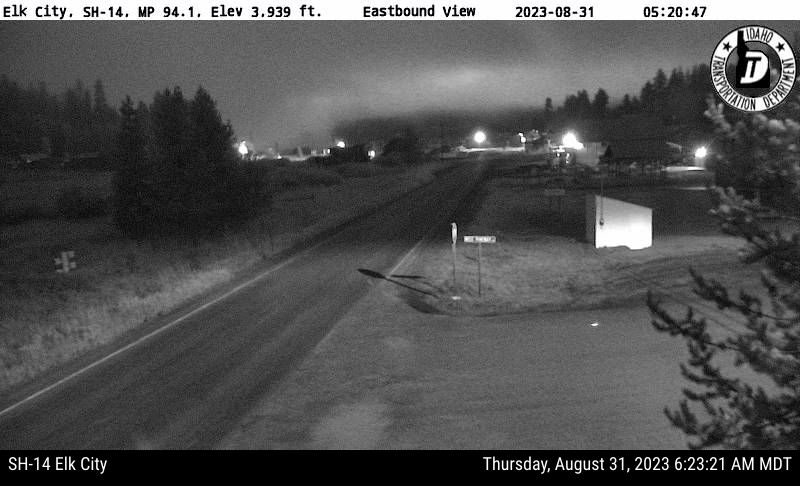 Elk City, SH-14, MP 94.1, Elev 3,939 ft. Eastbound View 2023-08-31 05:20:47
IDAHO
TRANSPORTATION DEPARTMENT
SH-14 Elk City Thursday, August 31, 2023 6:23:21 AM MDT